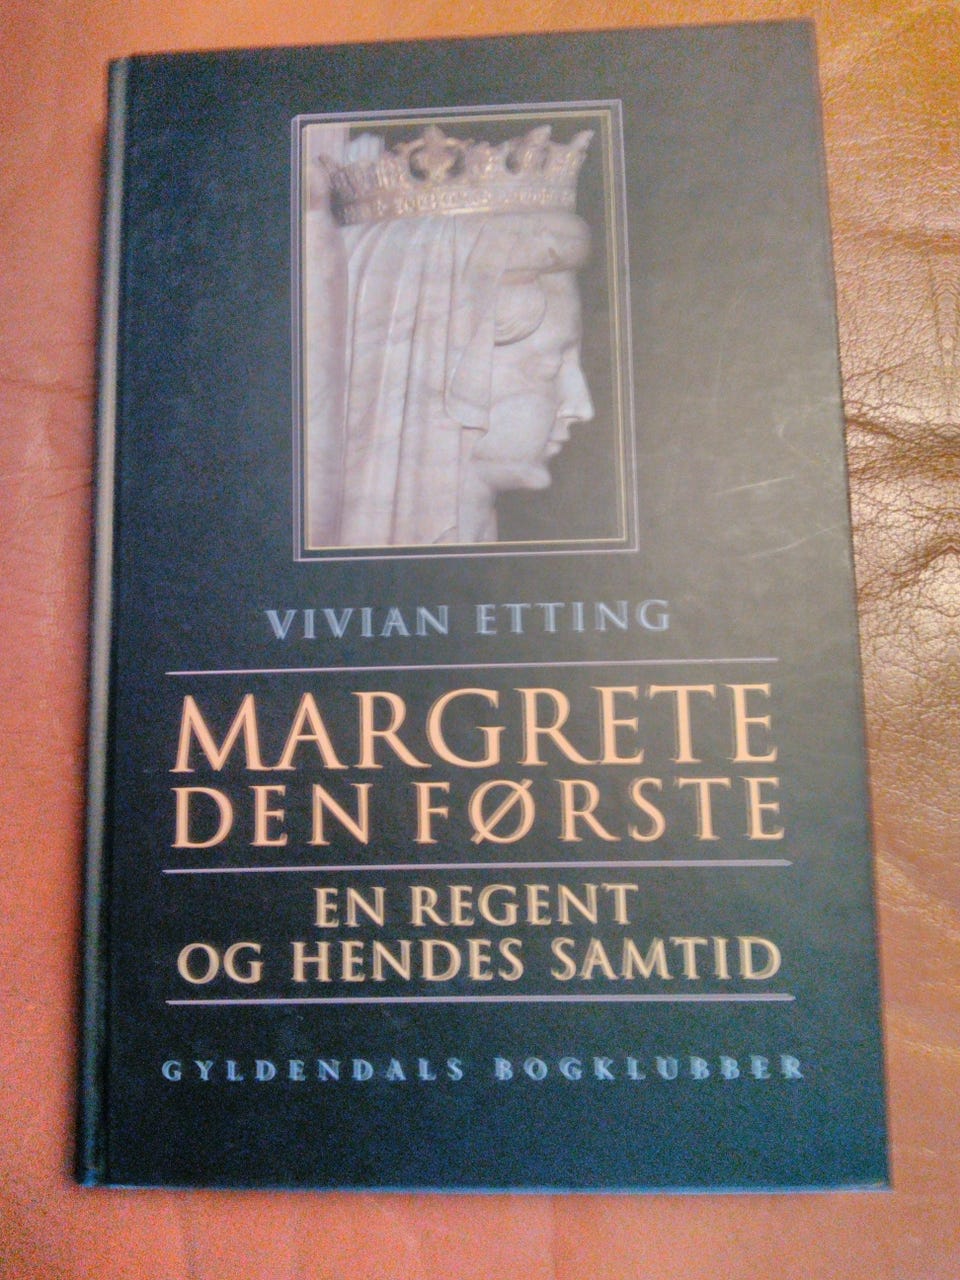 VIVIAN ETTING
MARGRETE
DEN FØRSTE
EN REGENT
OG HENDES SAMTID
GYLDENDALS BOGKLUBBER